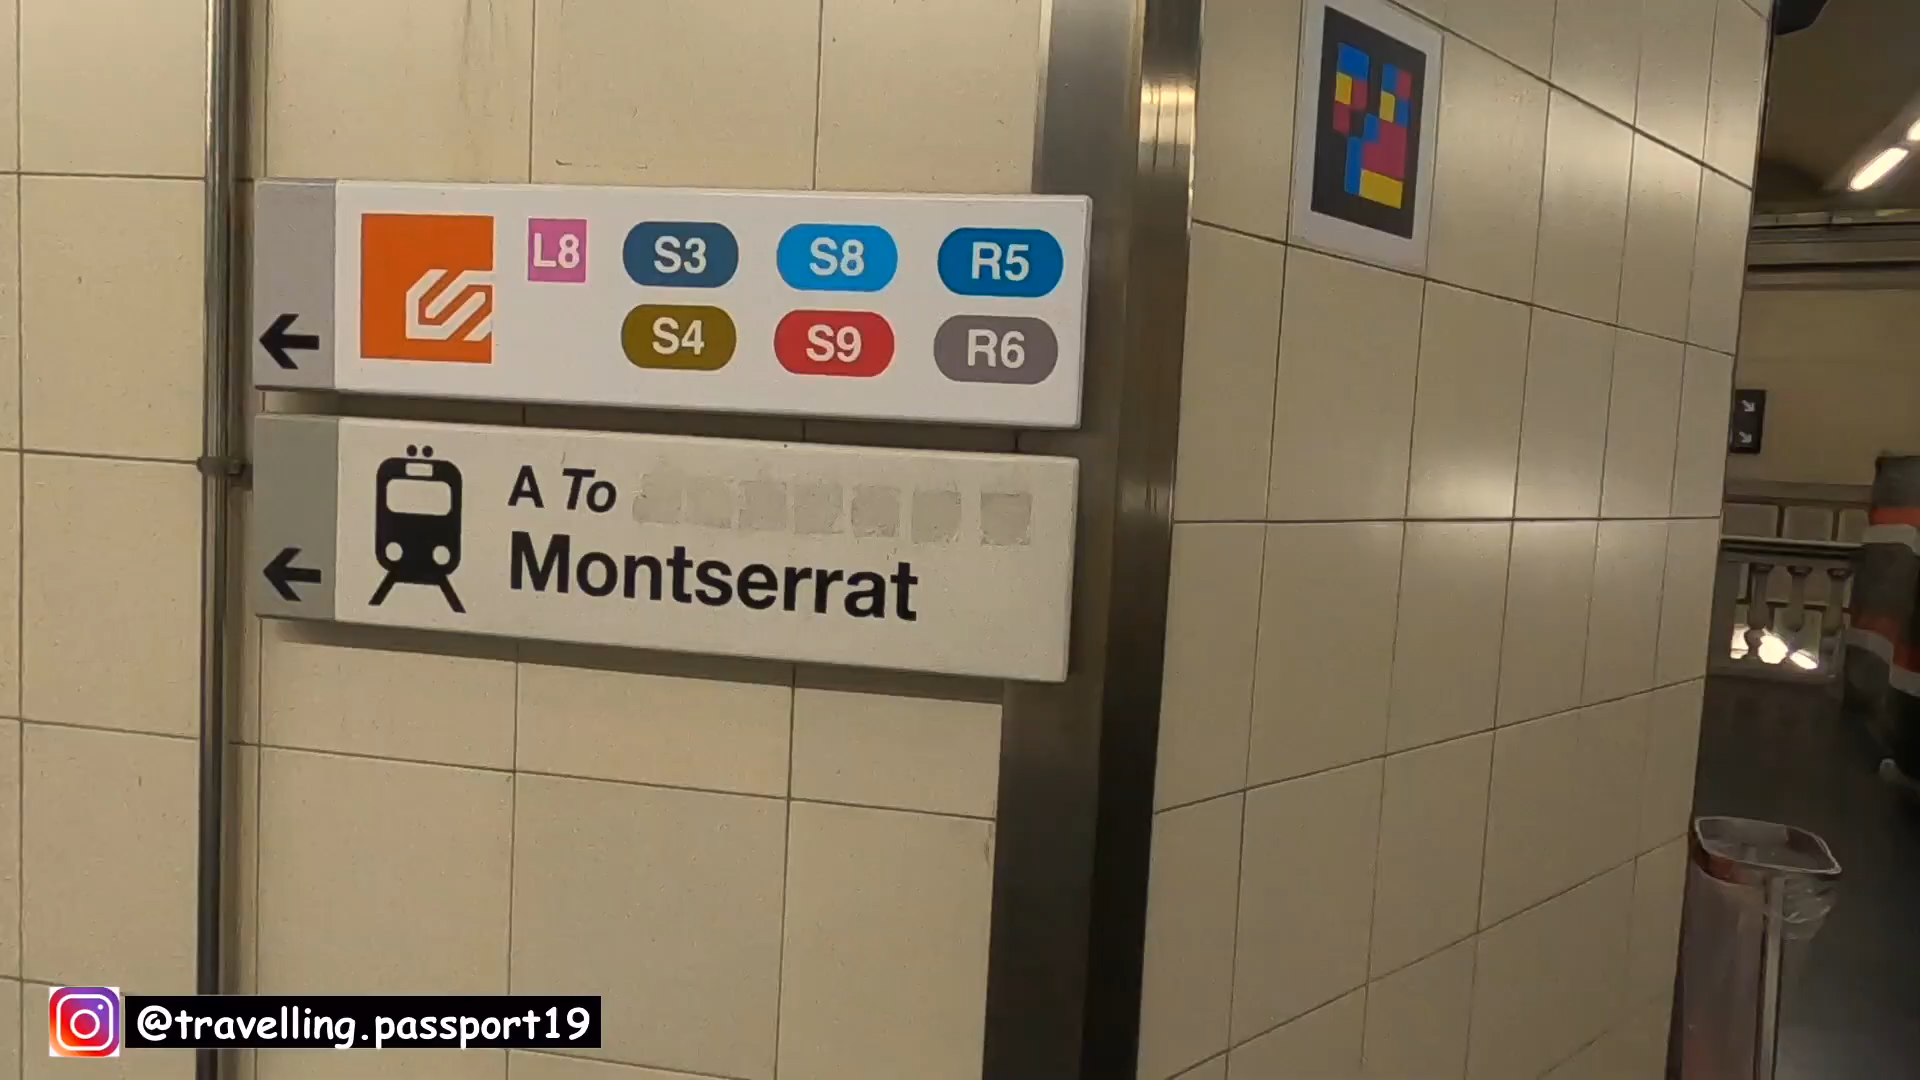 L8 S3 S8 R5
S4 S9 R6
A To
Montserrat
@travelling.passport19